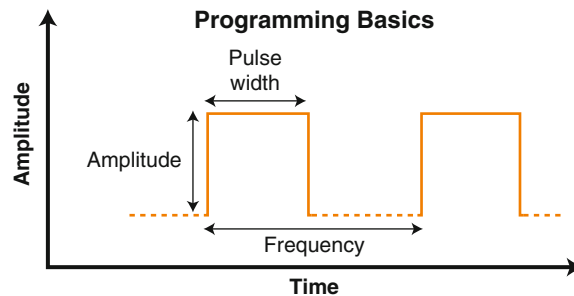 Programming Basics
Pulse
width
Amplitude
Amplitude
Frequency
Time